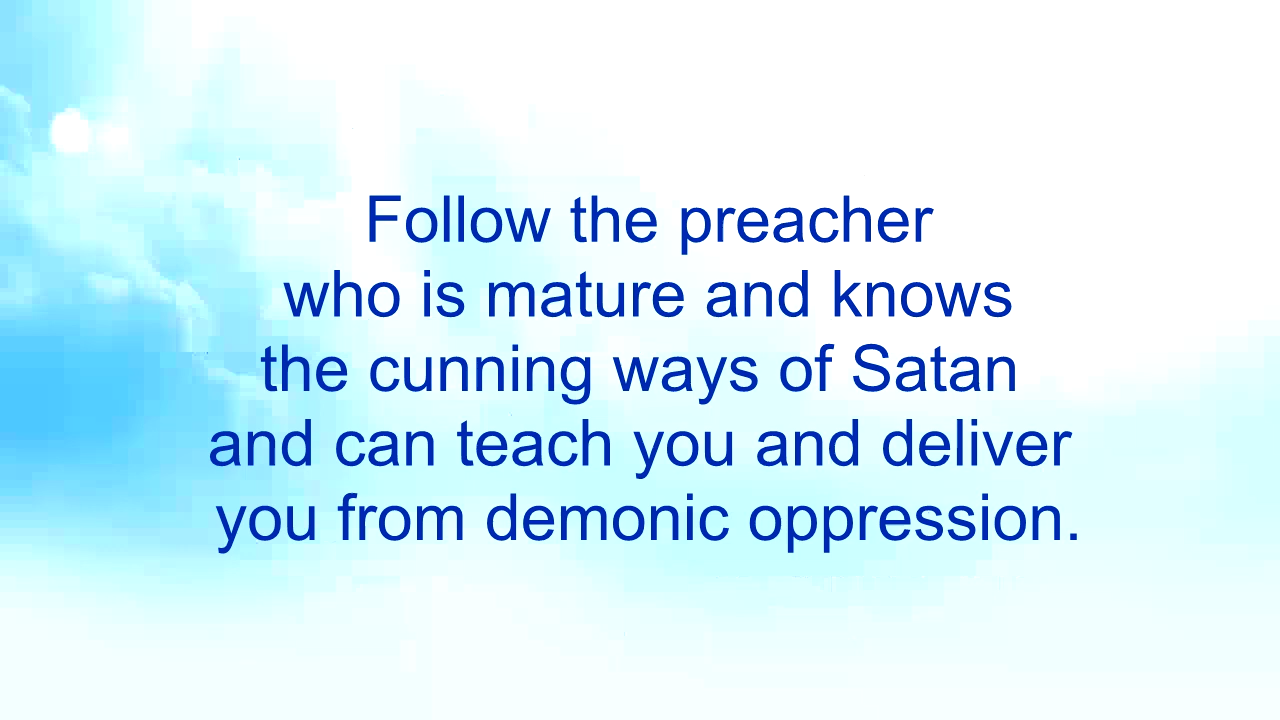 Follow the preacher
who is mature and knows
the cunning ways of Satan
and can teach you and deliver
you from demonic oppression.